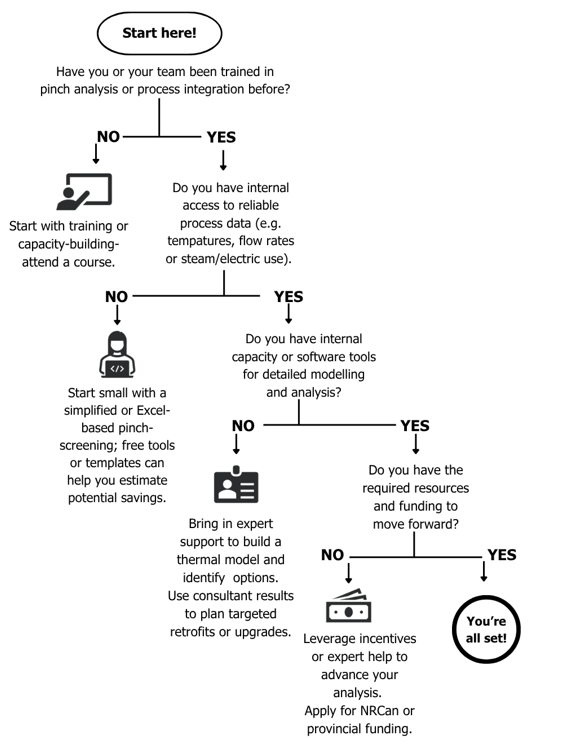 Start here!
Have you or your team been trained in
pinch analysis or process integration before?
NO
YES
Start with training or
capacity-building-
attend a course.
Do you have internal
access to reliable
process data (e.g.
tempatures, flow rates
or steam/electric use).
NO
YES
</>
Start small with a
simplified or Excel-
based pinch-
screening; free tools
or templates can
help you estimate
potential savings.
Do you have internal
capacity or software tools
for detailed modelling
and analysis?
NO
YES
Bring in expert
support to build a
thermal model and
identify options.
Use consultant results
to plan targeted
retrofits or upgrades.
Do you have the
required resources
and funding to
move forward?
NO
YES
Leverage incentives
or expert help to
advance your
analysis.
Apply for NRCan or
provincial funding.
You're
all set!